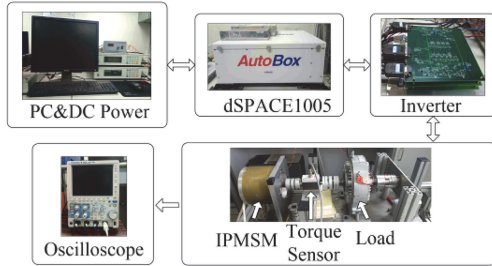 AutoBox
PC&DC Power
dSPACE1005
Inverter
Oscilloscope
IPMSM
Torque
Sensor
Load